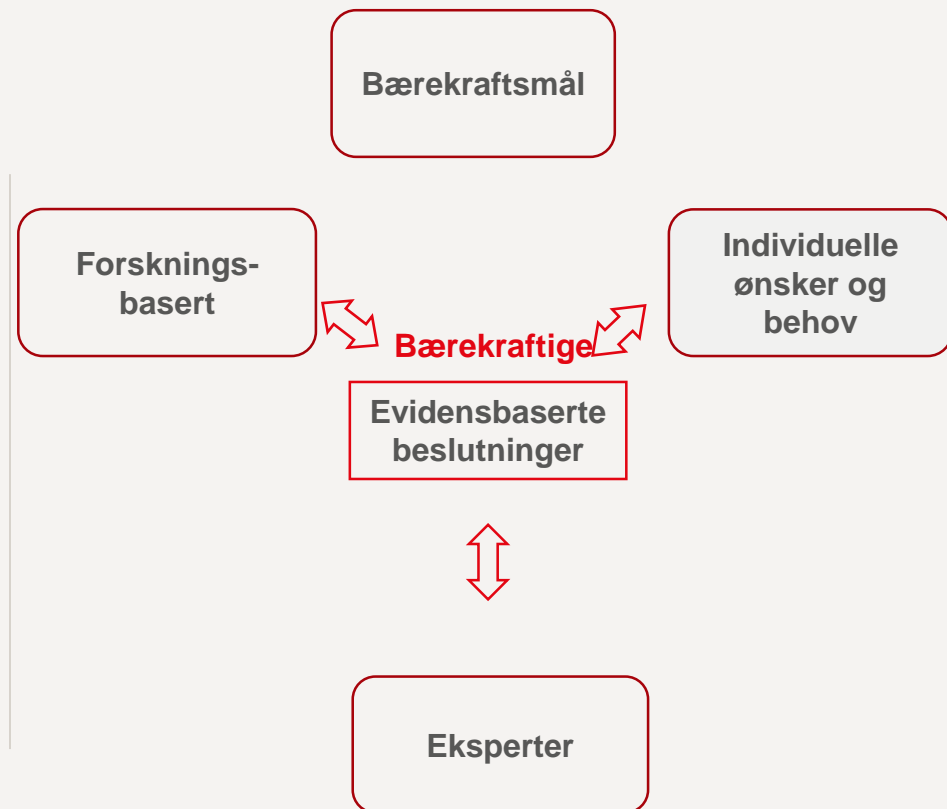 Bærekraftsmål
Forsknings-
basert
Individuelle
ønsker og
behov
Bærekraftige
Evidensbaserte
beslutninger
Eksperter